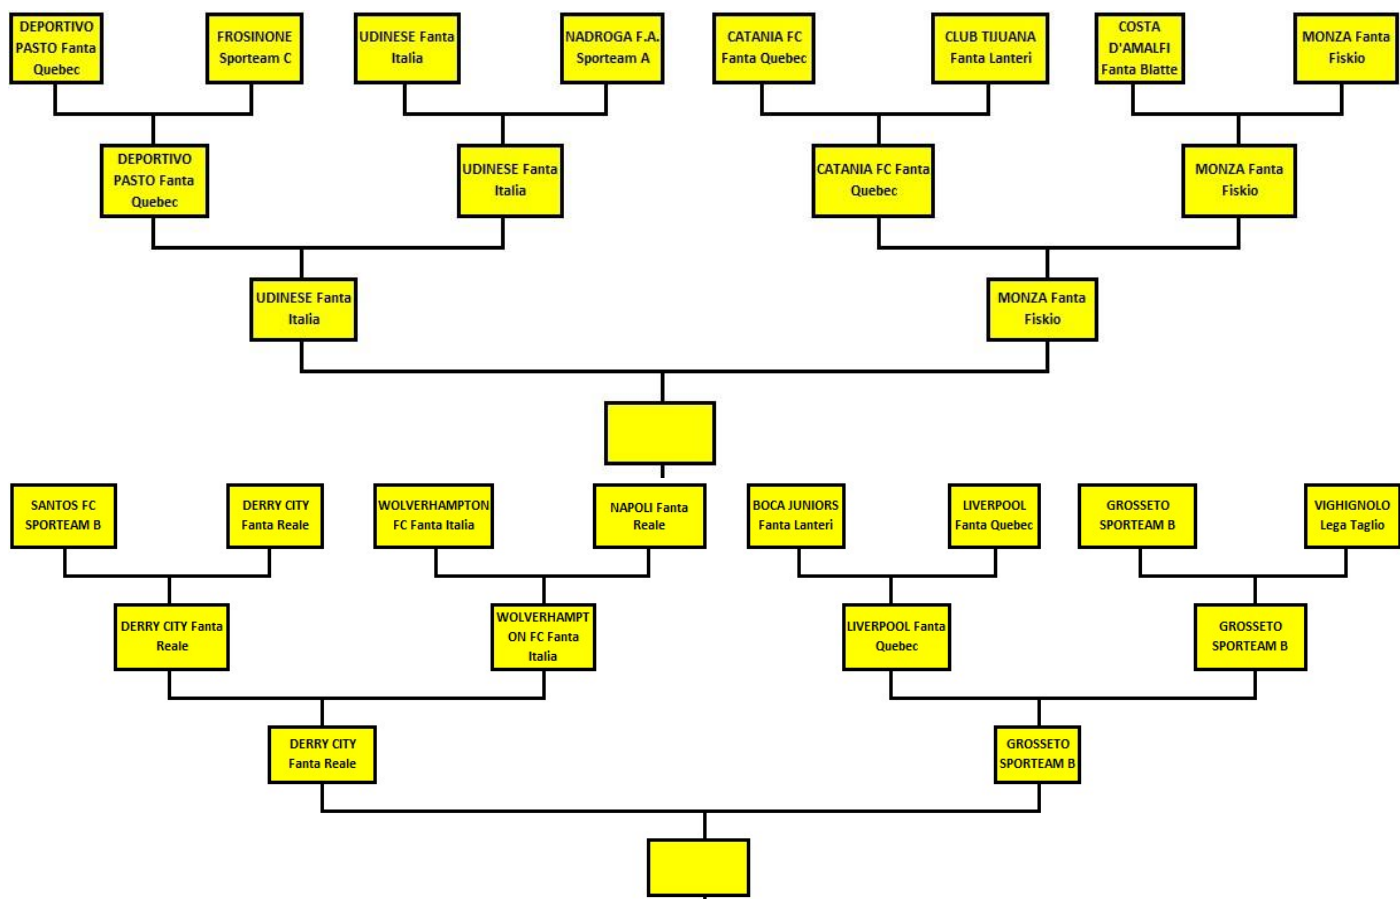 DEPORTIVO
PASTO Fanta
Quebec
FROSINONE
Sporteam C
UDINESE Fanta
Italia
NADROGA F.A.
Sporteam A
CATANIA FC
Fanta Quebec
CLUB TIJUANA
Fanta Lanteri
COSTA
D'AMALFI
Fanta Blatte
MONZA Fanta
Fiskio
DEPORTIVO
PASTO Fanta
Quebec
UDINESE Fanta
Italia
CATANIA FC Fanta
Quebec
MONZA Fanta
Fiskio
UDINESE Fanta
Italia
MONZA Fanta
Fiskio
SANTOS FC
SPORTEAM B
DERRY CITY
Fanta Reale
WOLVERHAMPTON
FC Fanta Italia
NAPOLI Fanta
Reale
BOCA JUNIORS
Fanta Lanteri
LIVERPOOL
Fanta Quebec
GROSSETO
SPORTEAM B
VIGHIGNOLO
Lega Taglio
DERRY CITY Fanta
Reale
WOLVERHAMPT
ON FC Fanta
Italia
LIVERPOOL Fanta
Quebec
GROSSETO
SPORTEAM B
DERRY CITY
Fanta Reale
GROSSETO
SPORTEAM B